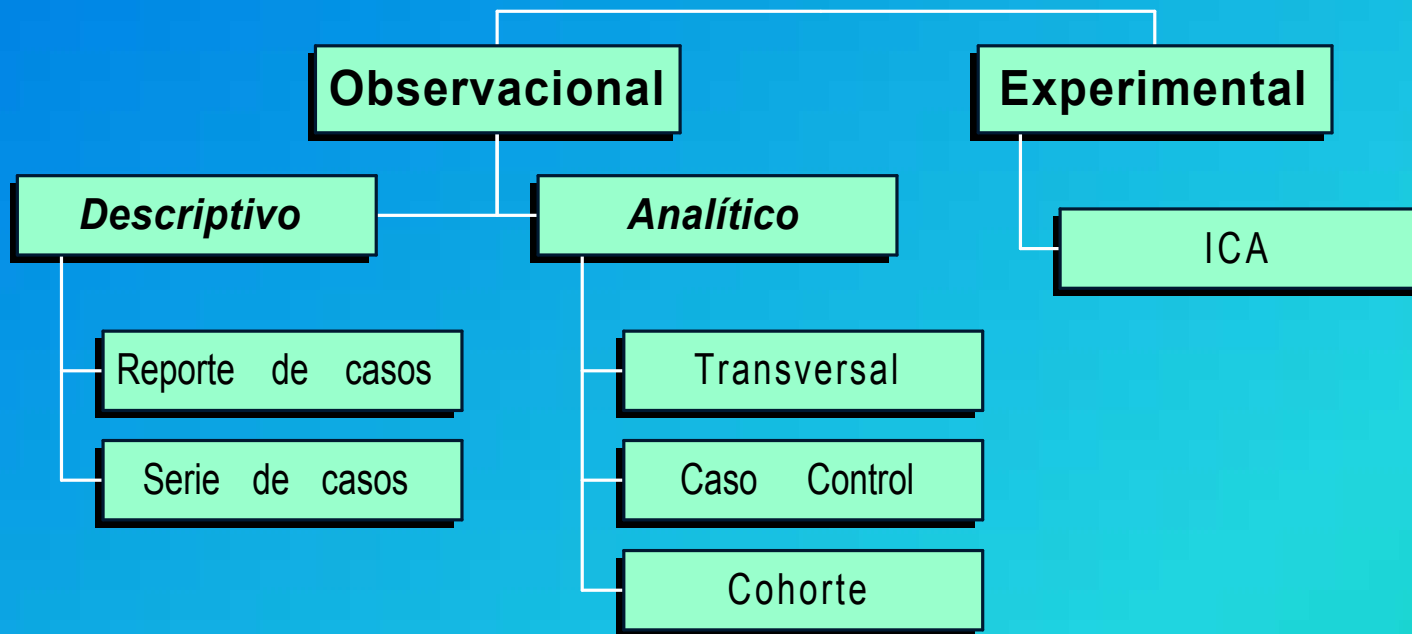 Observacional
Experimental
Descriptivo
Analítico
ICA
Reporte de casos
Transversal
Serie de casos
Caso Control
Cohorte